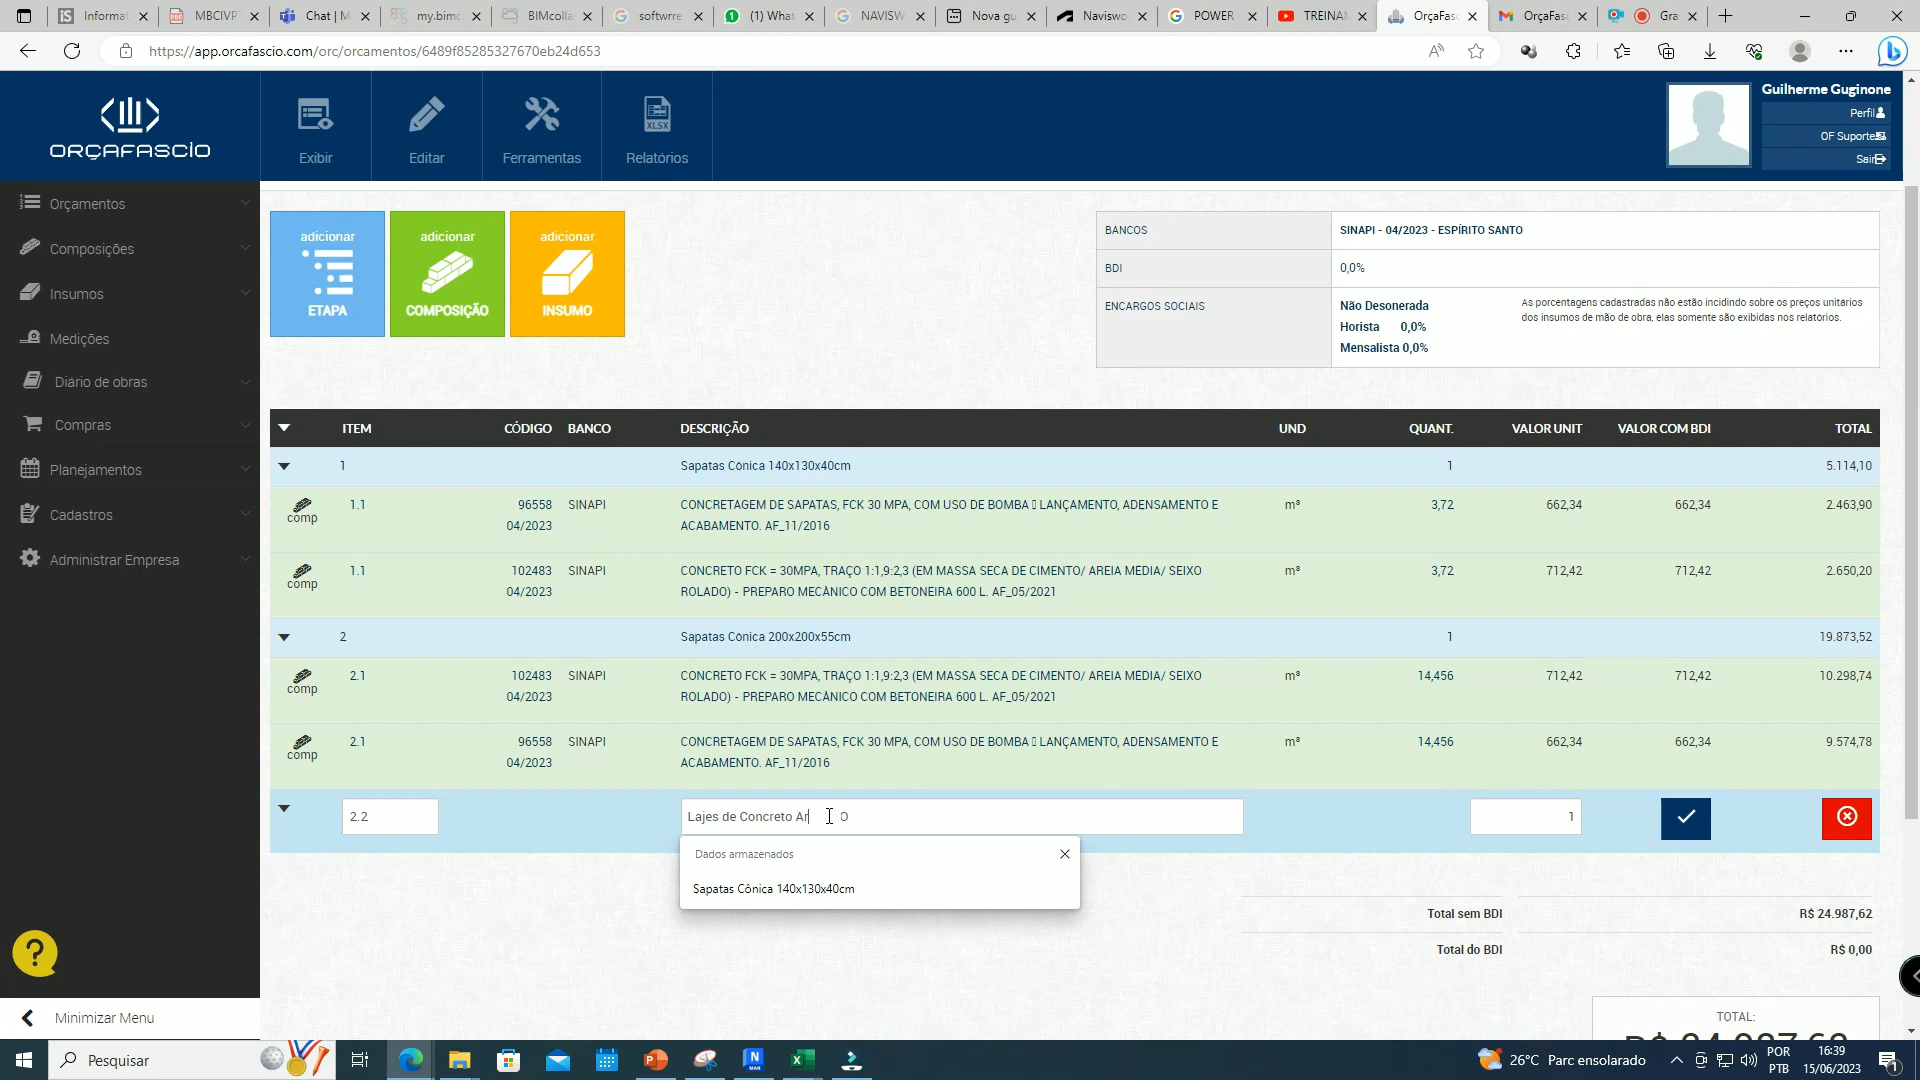 Informat
MBCIVPT
Chat | M
my.bimc
BIMcolla
softwrre
(1) What
NAVISW
Nova gu
Naviswo
POWER
TREINAM
OrçaFas
OrçaFas
Gra
https://app.orcafascio.com/orc/orcamentos/6489f85285327670eb24d653
ORÇAFASCIO
Exibir
Editar
Ferramentas
XLSX
Relatórios
Guilherme Guginone
Perfil
OF Suporte
Sair
Orçamentos
Composições
Insumos
Medições
Diário de obras
Compras
Planejamentos
Cadastros
Administrar Empresa
Minimizar Menu
adicionar
ETAPA
adicionar
COMPOSIÇÃO
adicionar
INSUMO
BANCOS SINAPI - 04/2023 - ESPÍRITO SANTO
BDI 0,0%
ENCARGOS SOCIAIS
Não Desonerada
Horista 0,0%
Mensalista 0,0%
As porcentagens cadastradas não estão incidindo sobre os preços unitários
dos insumos de mão de obra, elas somente são exibidas nos relatórios.
ITEM CÓDIGO BANCO DESCRIÇÃO UND QUANT. VALOR UNIT VALOR COM BDI TOTAL
1 Sapatas Cônica 140x130x40cm 1 5.114,10
comp 1.1 96558 SINAPI CONCRETAGEM DE SAPATAS, FCK 30 MPA, COM USO DE BOMBA LANÇAMENTO, ADENSAMENTO E m³ 3,72 662,34 662,34 2.463,90
04/2023 ACABAMENTO. AF_11/2016
comp 1.1 102483 SINAPI CONCRETO FCK = 30MPA, TRAÇO 1:1,9:2,3 (EM MASSA SECA DE CIMENTO/ AREIA MÉDIA/ SEIXO m³ 3,72 712,42 712,42 2.650,20
04/2023 ROLADO) - PREPARO MECÂNICO COM BETONEIRA 600 L. AF_05/2021
2 Sapatas Cônica 200x200x55cm 1 19.873,52
comp 2.1 102483 SINAPI CONCRETO FCK = 30MPA, TRAÇO 1:1,9:2,3 (EM MASSA SECA DE CIMENTO/ AREIA MÉDIA/ SEIXO m³ 14,456 712,42 712,42 10.298,74
04/2023 ROLADO) - PREPARO MECÂNICO COM BETONEIRA 600 L. AF_05/2021
comp 2.1 96558 SINAPI CONCRETAGEM DE SAPATAS, FCK 30 MPA, COM USO DE BOMBA LANÇAMENTO, ADENSAMENTO E m³ 14,456 662,34 662,34 9.574,78
04/2023 ACABAMENTO. AF_11/2016
2.2 Lajes de Concreto Ar O 1
Dados armazenados
Sapatas Cônica 140x130x40cm
Total sem BDI R$ 24.987,62
Total do BDI R$ 0,00
TOTAL:
Pesquisar
26°C Parc ensolarado
POR
PTB
16:39
15/06/2023